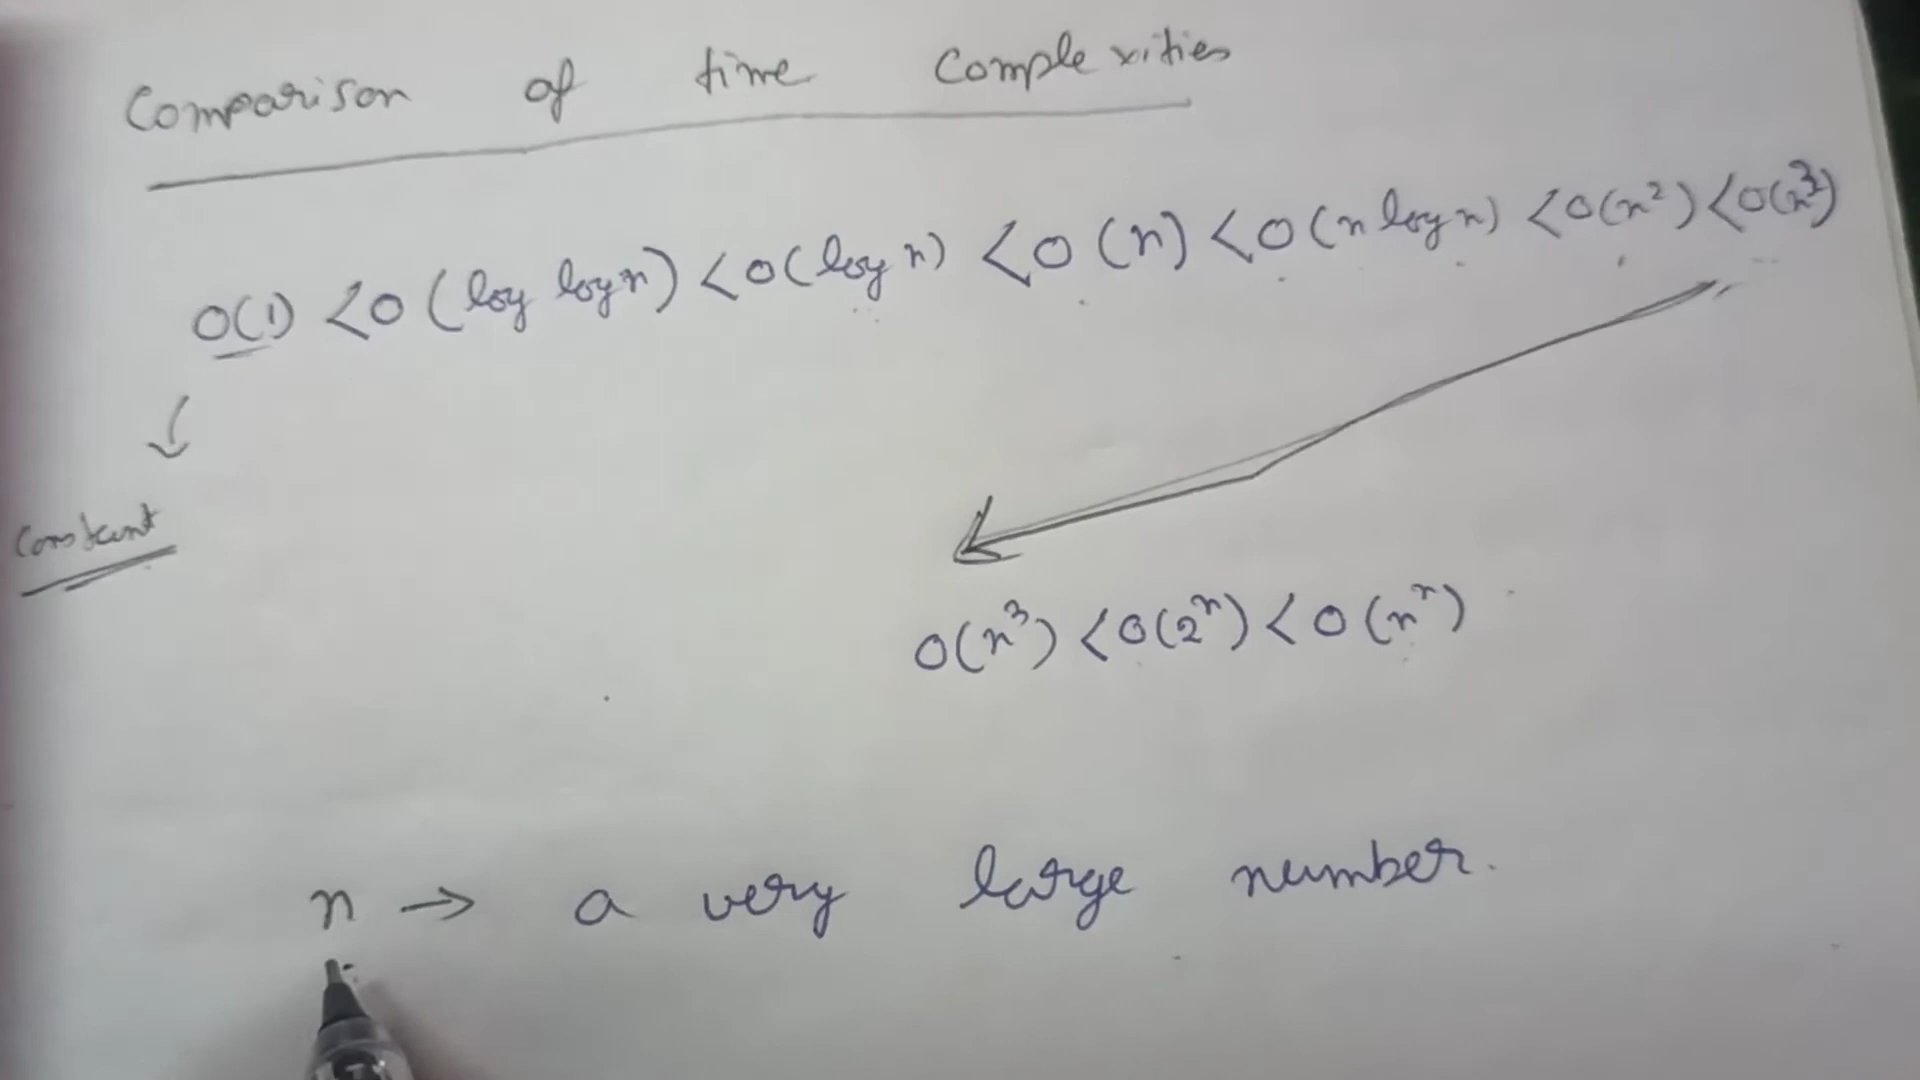 Comparison of time Complexities
O(1) < O(log log n) < O(log n) < O(n) < O(n log n) < O(n²) < O(n³)
Constant
O(n³) < O(2ⁿ) < O(nⁿ)
n → a very large number.